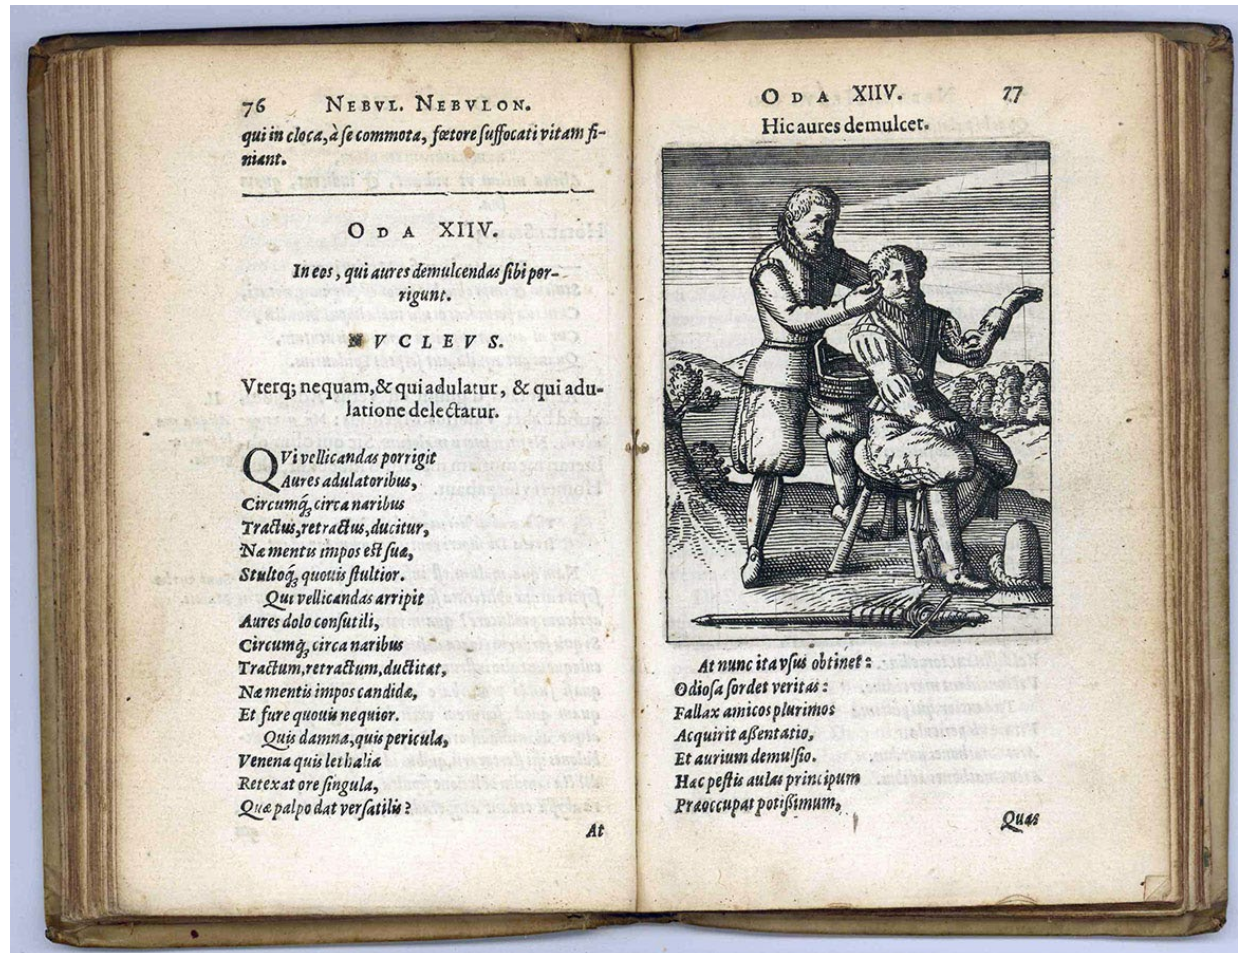 76 NEBVL. NEBVLON.
qui in cloca, à se commota, fœtore suffocati vitam fi-
niant.
ODA XIIV.
In eos, qui aures demulcendas sibi por-
rigunt.
NVCLEVS.
Vterq; nequam, & qui adulatur, & qui adu-
latione delectatur.
QVi vellicandas porrigit
Aures adulatoribus,
Circumq́; circa naribus
Tractus, retractus, ducitur,
Næ mentis impos est suæ,
Stultoq́; quouis stultior.
Qui vellicandas arripit
Aures dolo consutili,
Circumq́; circa naribus
Tractum, retractum, ductitat,
Næ mentis impos candidæ,
Et fure quouis nequior.
Quis damna, quis pericula,
Venena quis lethalia
Retexat ore singula,
Quæ palpo dat versatilis?
At
ODA XIIV. 77
Hic aures demulcet.
At nunc ita vsus obtinet:
Odiosa sordet veritas:
Fallax amicos plurimos
Acquirit assentatio,
Et aurium demulsio.
Hac pestis aulas principum
Præoccupat potissimum,
Quas